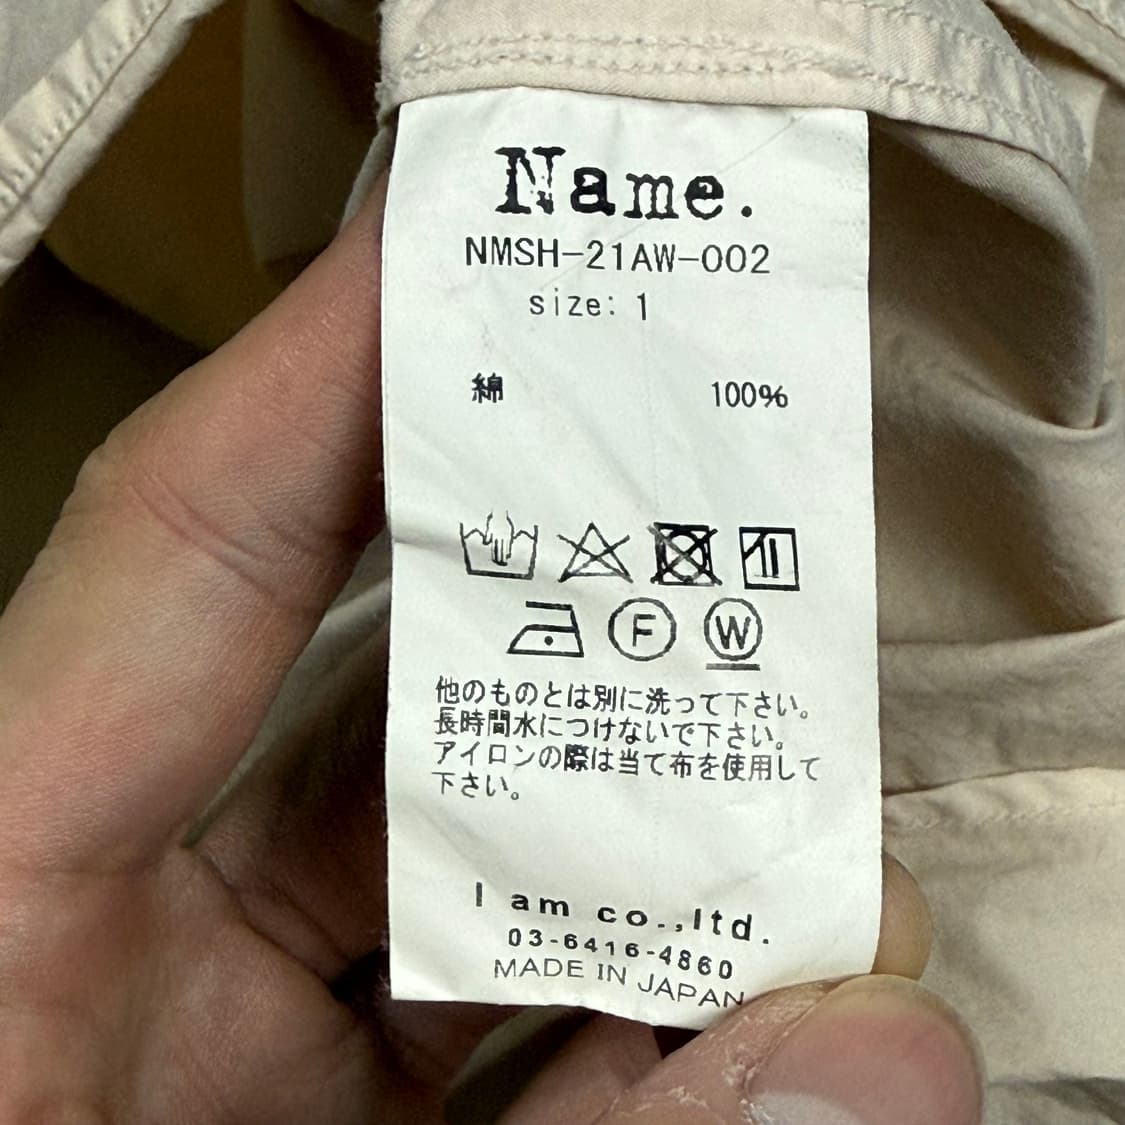 Name.
NMSH-21AW-002
size: 1
綿 100%
F W
他のものとは別に洗って下さい。
長時間水につけないで下さい。
アイロンの際は当て布を使用して
下さい。
I am co.,ltd.
03-6416-4860
MADE IN JAPAN